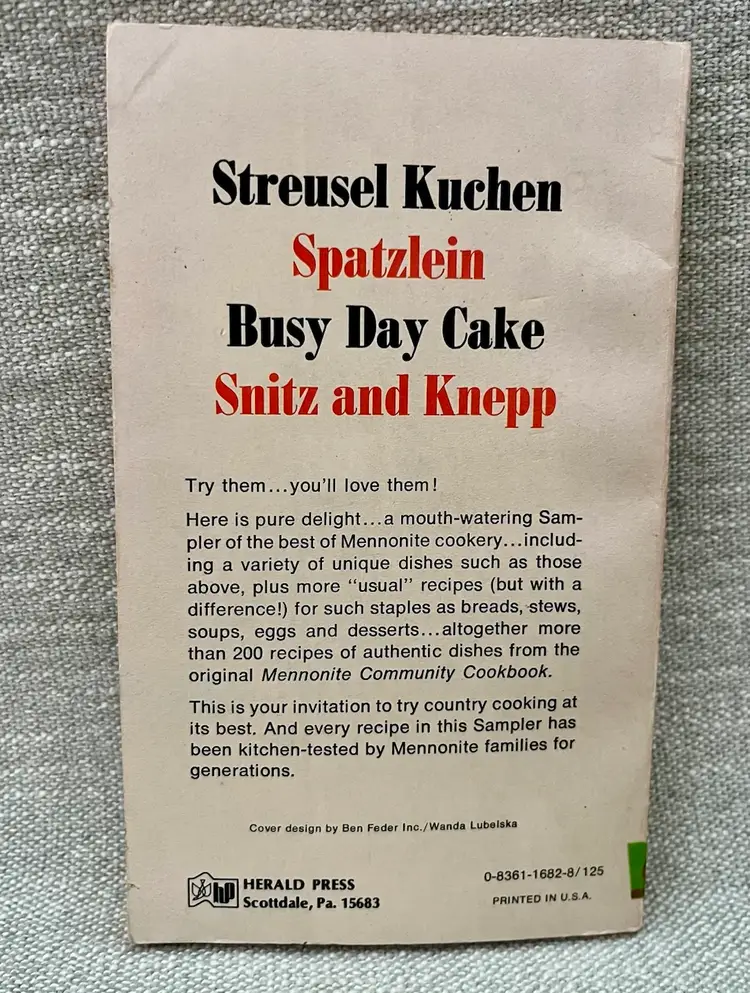 Streusel Kuchen
Spatzlein
Busy Day Cake
Snitz and Knepp
Try them...you'll love them!
Here is pure delight...a mouth-watering Sam-
pler of the best of Mennonite cookery...includ-
ing a variety of unique dishes such as those
above, plus more "usual" recipes (but with a
difference!) for such staples as breads, stews,
soups, eggs and desserts...altogether more
than 200 recipes of authentic dishes from the
original Mennonite Community Cookbook.
This is your invitation to try country cooking at
its best. And every recipe in this Sampler has
been kitchen-tested by Mennonite families for
generations.
Cover design by Ben Feder Inc./Wanda Lubelska
hp HERALD PRESS
Scottdale, Pa. 15683
0-8361-1682-8/125
PRINTED IN U.S.A.